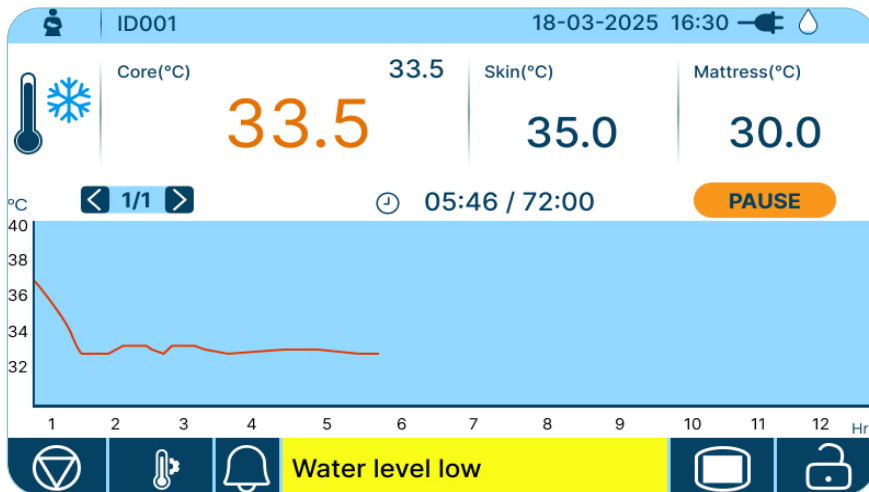 ID001 18-03-2025 16:30
Core(°C) 33.5 Skin(°C) Mattress(°C)
33.5 35.0 30.0
1/1 05:46 / 72:00 PAUSE
°C
40
38
36
34
32
1 2 3 4 5 6 7 8 9 10 11 12 Hr
Water level low